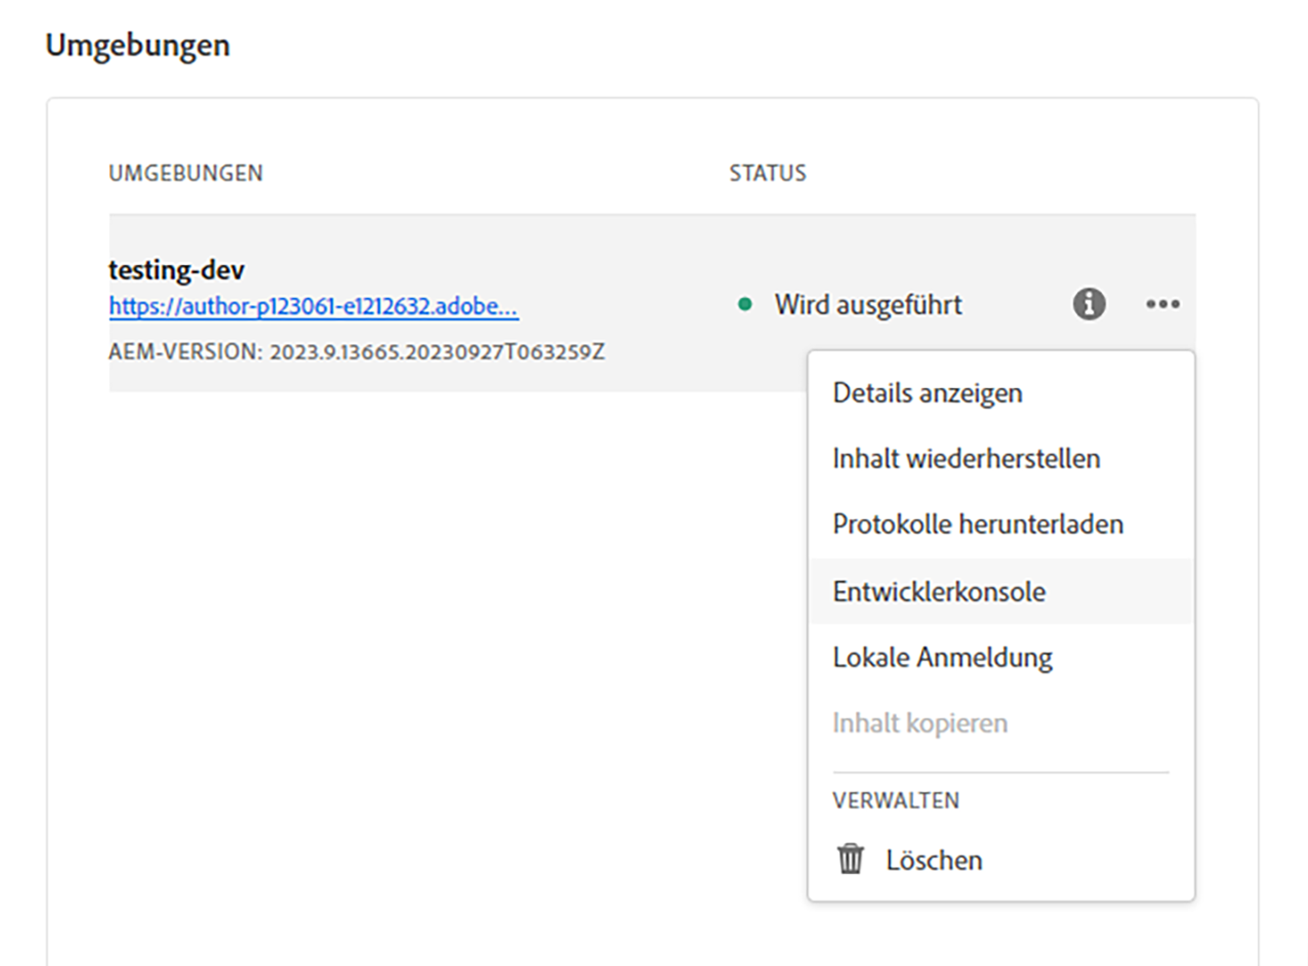 Umgebungen
UMGEBUNGEN
STATUS
testing-dev
https://author-p123061-e1212632.adobe...
Wird ausgeführt
AEM-VERSION: 2023.9.13665.20230927T063259Z
Details anzeigen
Inhalt wiederherstellen
Protokolle herunterladen
Entwicklerkonsole
Lokale Anmeldung
Inhalt kopieren
VERWALTEN
Löschen